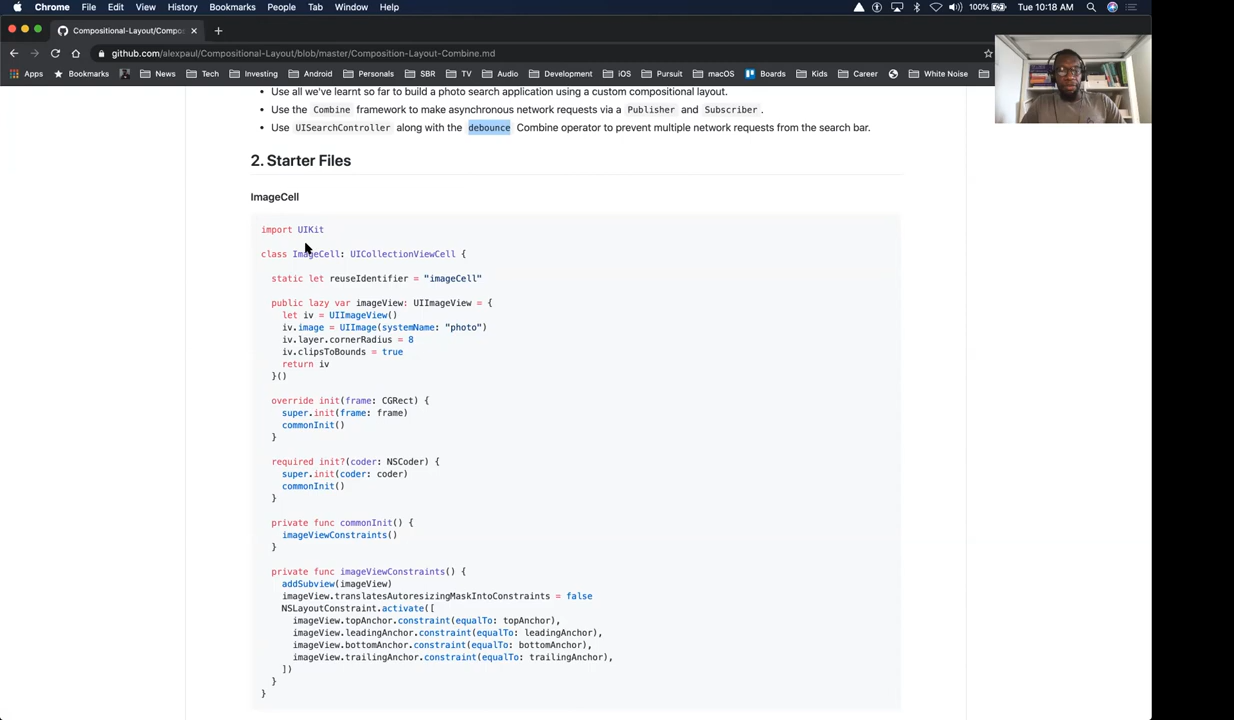 Chrome File Edit View History Bookmarks People Tab Window Help 100% Tue 10:18 AM
Compositional-Layout/Compo
github.com/alexpaul/Compositional-Layout/blob/master/Composition-Layout-Combine.md
Apps Bookmarks News Tech Investing Android Personals SBR TV Audio Development iOS Pursuit macOS Boards Kids Career White Noise
• Use all we've learnt so far to build a photo search application using a custom compositional layout.
• Use the Combine framework to make asynchronous network requests via a Publisher and Subscriber .
• Use UISearchController along with the debounce Combine operator to prevent multiple network requests from the search bar.
2. Starter Files
ImageCell
import UIKit
class ImageCell: UICollectionViewCell {
static let reuseIdentifier = "imageCell"
public lazy var imageView: UIImageView = {
let iv = UIImageView()
iv.image = UIImage(systemName: "photo")
iv.layer.cornerRadius = 8
iv.clipsToBounds = true
return iv
}()
override init(frame: CGRect) {
super.init(frame: frame)
commonInit()
}
required init?(coder: NSCoder) {
super.init(coder: coder)
commonInit()
}
private func commonInit() {
imageViewConstraints()
}
private func imageViewConstraints() {
addSubview(imageView)
imageView.translatesAutoresizingMaskIntoConstraints = false
NSLayoutConstraint.activate([
imageView.topAnchor.constraint(equalTo: topAnchor),
imageView.leadingAnchor.constraint(equalTo: leadingAnchor),
imageView.bottomAnchor.constraint(equalTo: bottomAnchor),
imageView.trailingAnchor.constraint(equalTo: trailingAnchor),
])
}
}